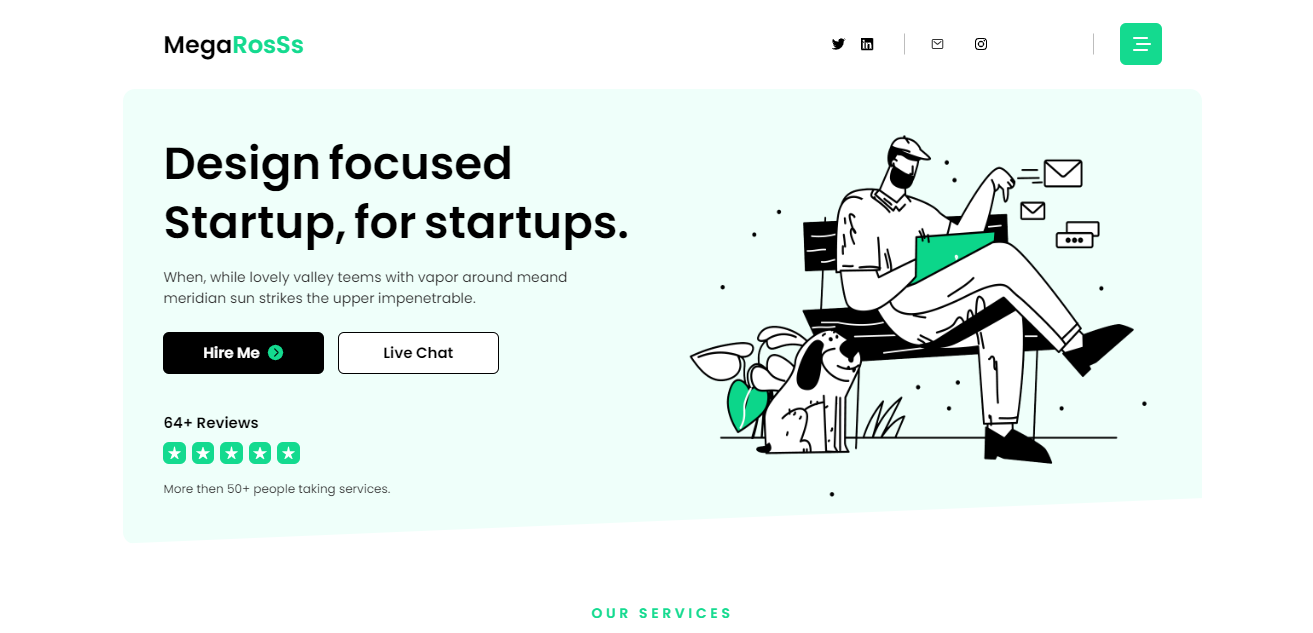 MegaRosSs
Design focused
Startup, for startups.
When, while lovely valley teems with vapor around meand
meridian sun strikes the upper impenetrable.
Hire Me
Live Chat
64+ Reviews
More then 50+ people taking services.
OUR SERVICES